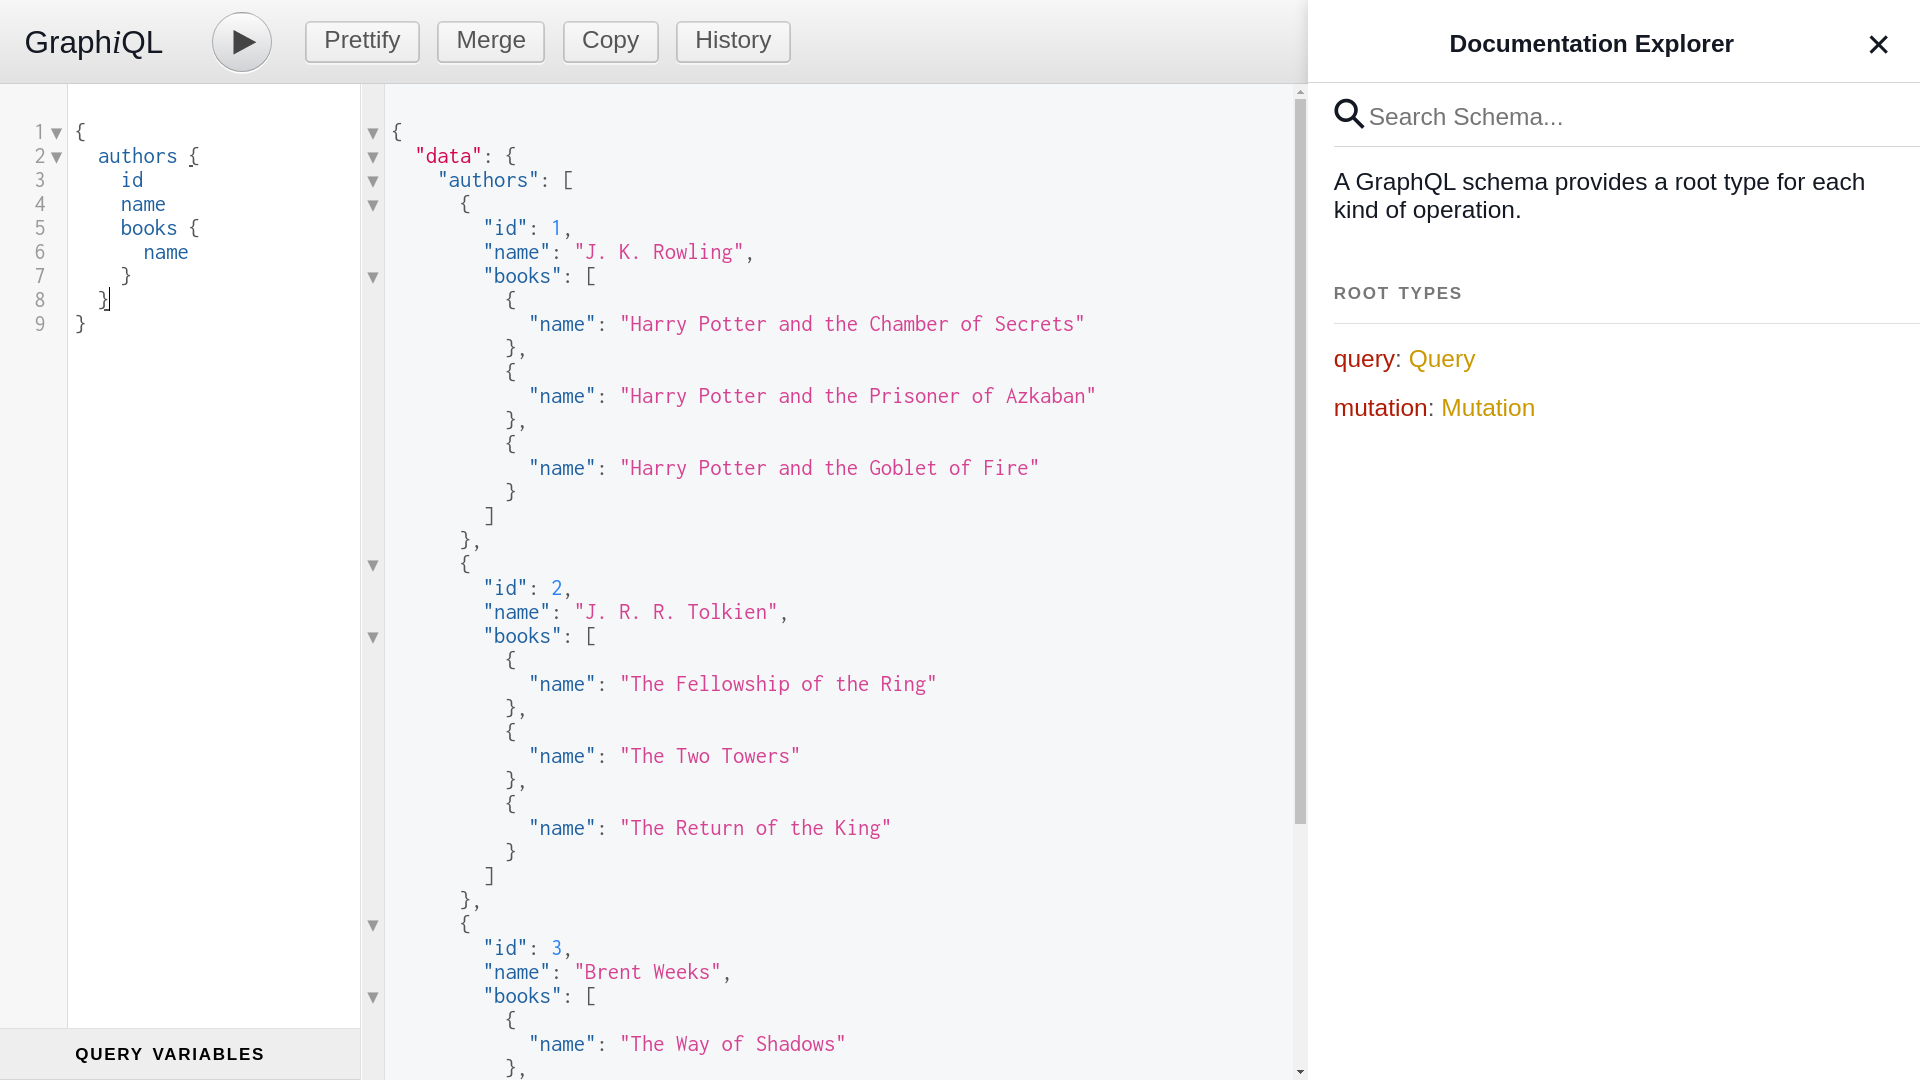 GraphiQL
Prettify
Merge
Copy
History
1 {
2 authors {
3 id
4 name
5 books {
6 name
7 }
8 }
9 }
QUERY VARIABLES
{
"data": {
"authors": [
{
"id": 1,
"name": "J. K. Rowling",
"books": [
{
"name": "Harry Potter and the Chamber of Secrets"
},
{
"name": "Harry Potter and the Prisoner of Azkaban"
},
{
"name": "Harry Potter and the Goblet of Fire"
}
]
},
{
"id": 2,
"name": "J. R. R. Tolkien",
"books": [
{
"name": "The Fellowship of the Ring"
},
{
"name": "The Two Towers"
},
{
"name": "The Return of the King"
}
]
},
{
"id": 3,
"name": "Brent Weeks",
"books": [
{
"name": "The Way of Shadows"
},
Documentation Explorer
Search Schema...
A GraphQL schema provides a root type for each
kind of operation.
ROOT TYPES
query: Query
mutation: Mutation